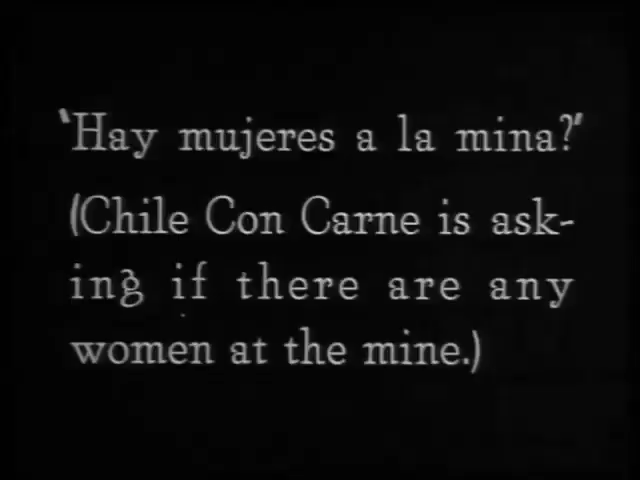 "Hay mujeres a la mina?"
(Chile Con Carne is ask-
ing if there are any
women at the mine.)